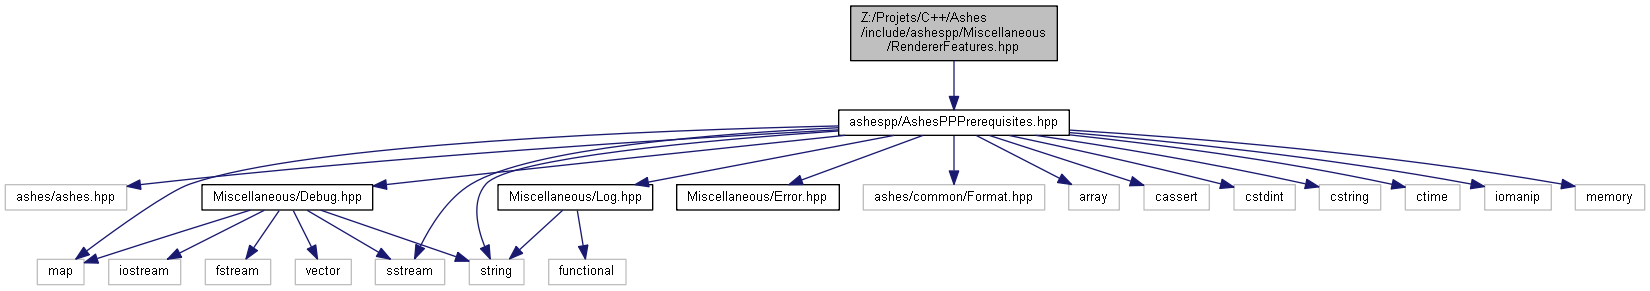 Z:/Projets/C++/Ashes
/include/ashespp/Miscellaneous
/RendererFeatures.hpp
ashespp/AshesPPPrerequisites.hpp
ashes/ashes.hpp
Miscellaneous/Debug.hpp
Miscellaneous/Log.hpp
Miscellaneous/Error.hpp
ashes/common/Format.hpp
array
cassert
cstdint
cstring
ctime
iomanip
memory
map
iostream
fstream
vector
sstream
string
functional